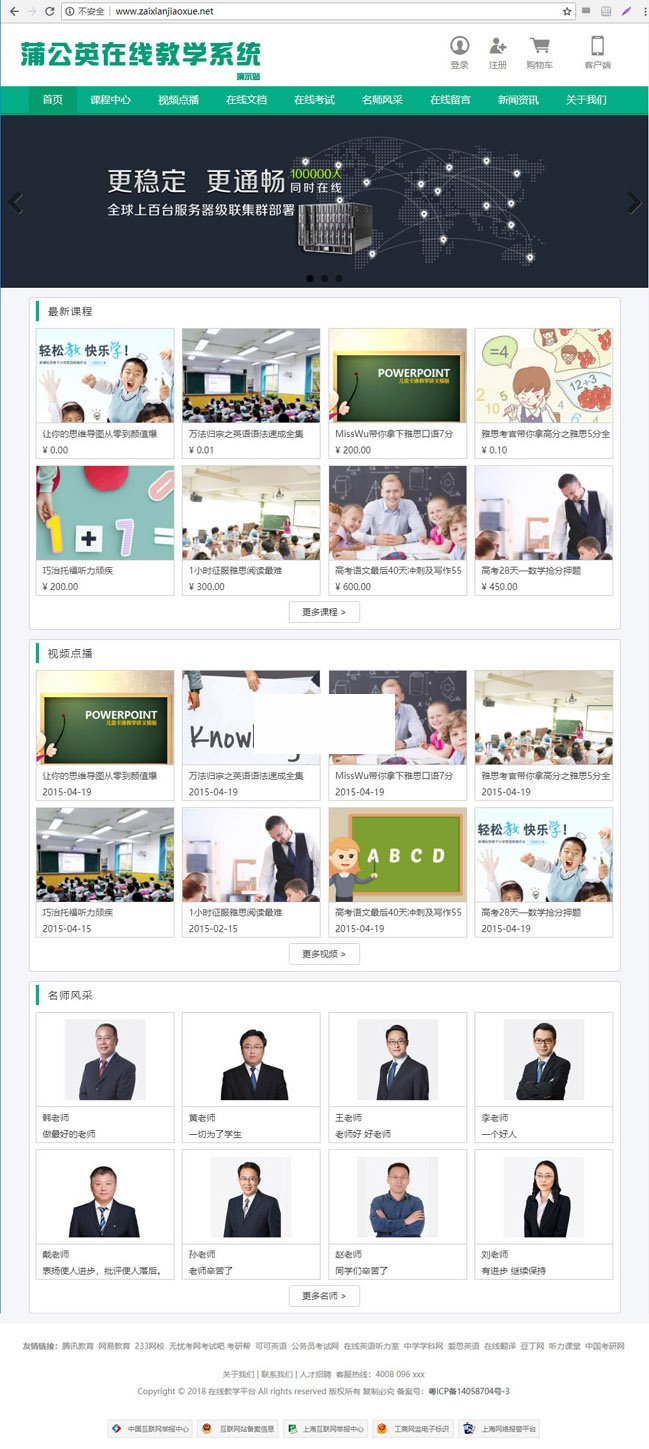 不安全 | www.zaixianjiaoxue.net
蒲公英在线教学系统
演示站
登录 注册 购物车 客户端
首页 课程中心 视频点播 在线文档 在线考试 名师风采 在线留言 新闻资讯 关于我们
更稳定 更通畅 100000人
同时在线
全球上百台服务器级联集群部署
最新课程
轻松教 快乐学!
POWERPOINT
儿童卡通教学讲义模板
=4
12÷3
让你的思维导图从零到颜值爆 万法归宗之英语语法速成全集 MissWu带你拿下雅思口语7分 雅思考官带你拿高分之雅思5分全
¥ 0.00 ¥ 0.01 ¥ 200.00 ¥ 0.10
1 + 7 =
巧治托福听力顽疾 1小时征服雅思阅读最难 高考语文最后40天冲刺及写作55 高考28天—数学抢分押题
¥ 200.00 ¥ 300.00 ¥ 600.00 ¥ 450.00
更多课程 >
视频点播
POWERPOINT
儿童卡通教学讲义模板
Know
让你的思维导图从零到颜值爆 万法归宗之英语语法速成全集 MissWu带你拿下雅思口语7分 雅思考官带你拿高分之雅思5分全
2015-04-19 2015-04-19 2015-04-19 2015-04-19
A B C D
轻松教 快乐学!
巧治托福听力顽疾 1小时征服雅思阅读最难 高考语文最后40天冲刺及写作55 高考28天—数学抢分押题
2015-04-15 2015-02-15 2015-04-19 2015-04-19
更多视频 >
名师风采
韩老师 黄老师 王老师 李老师
做最好的老师 一切为了学生 老师好 好老师 一个好人
戴老师 孙老师 赵老师 刘老师
表扬使人进步，批评使人落后。 老师辛苦了 同学们辛苦了 有进步 继续保持
更多名师 >
友情链接: 腾讯教育 网易教育 233网校 无忧考网考试吧 考研帮 可可英语 公务员考试网 在线英语听力室 中学学科网 爱思英语 在线翻译 豆丁网 听力课堂 中国考研网
关于我们 | 联系我们 | 人才招聘 客服热线：4008 096 xxx
Copyright © 2018 在线教学平台 All rights reserved 版权所有 复制必究 备案号：粤ICP备14058704号-3
中国互联网举报中心 互联网站备案信息 上海互联网举报中心 工商网监电子标识 上海网络报警平台